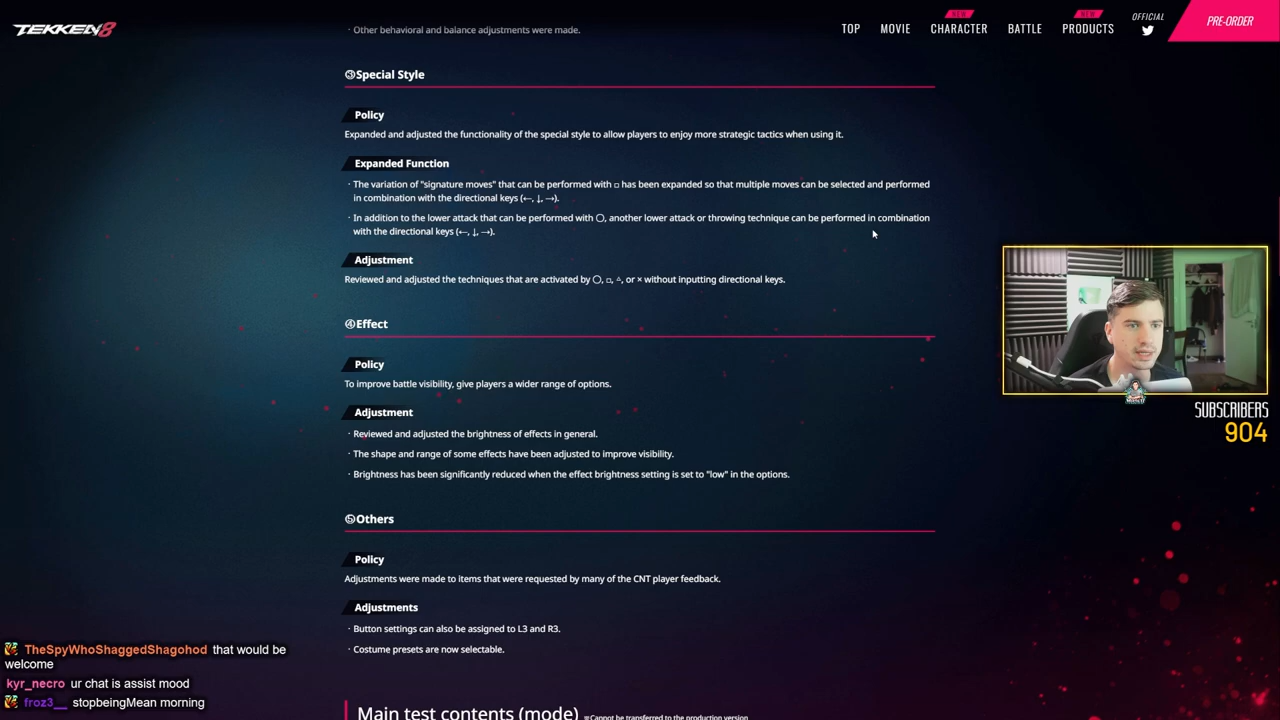 TEKKEN8
TOP
MOVIE
NEW
CHARACTER
BATTLE
NEW
PRODUCTS
OFFICIAL
PRE-ORDER
· Other behavioral and balance adjustments were made.
③Special Style
Policy
Expanded and adjusted the functionality of the special style to allow players to enjoy more strategic tactics when using it.
Expanded Function
· The variation of "signature moves" that can be performed with □ has been expanded so that multiple moves can be selected and performed
in combination with the directional keys (←, ↓, →).
· In addition to the lower attack that can be performed with ○, another lower attack or throwing technique can be performed in combination
with the directional keys (←, ↓, →).
Adjustment
Reviewed and adjusted the techniques that are activated by ○, □, △, or × without inputting directional keys.
④Effect
Policy
To improve battle visibility, give players a wider range of options.
Adjustment
· Reviewed and adjusted the brightness of effects in general.
· The shape and range of some effects have been adjusted to improve visibility.
· Brightness has been significantly reduced when the effect brightness setting is set to "low" in the options.
SUBSCRIBERS
904
⑤Others
Policy
Adjustments were made to items that were requested by many of the CNT player feedback.
Adjustments
· Button settings can also be assigned to L3 and R3.
· Costume presets are now selectable.
TheSpyWhoShaggedShagohod that would be
welcome
kyr_necro ur chat is assist mood
froz3__ stopbeingMean morning
Main test contents (mode) ※Cannot be transferred to the production version